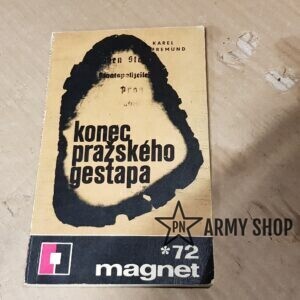 KAREL
konec
pražského
gestapa
*72
magnet
PN ARMY SHOP